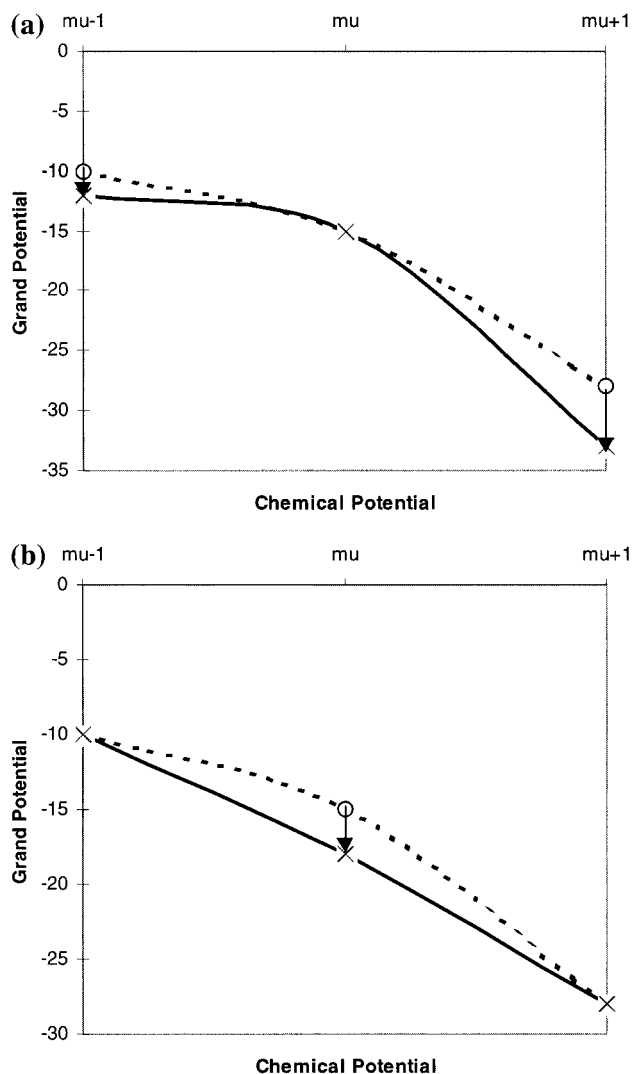 (a)
mu-1 mu mu+1
0
-5
-10
-15
-20
-25
-30
-35
Grand Potential
Chemical Potential
(b)
mu-1 mu mu+1
0
-5
-10
-15
-20
-25
-30
Grand Potential
Chemical Potential